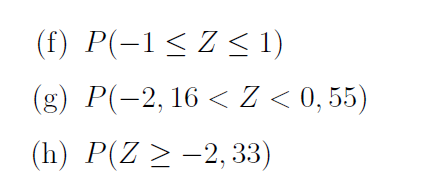 (f) P(−1 ≤ Z ≤ 1)
(g) P(−2, 16 < Z < 0, 55)
(h) P(Z ≥ −2, 33)